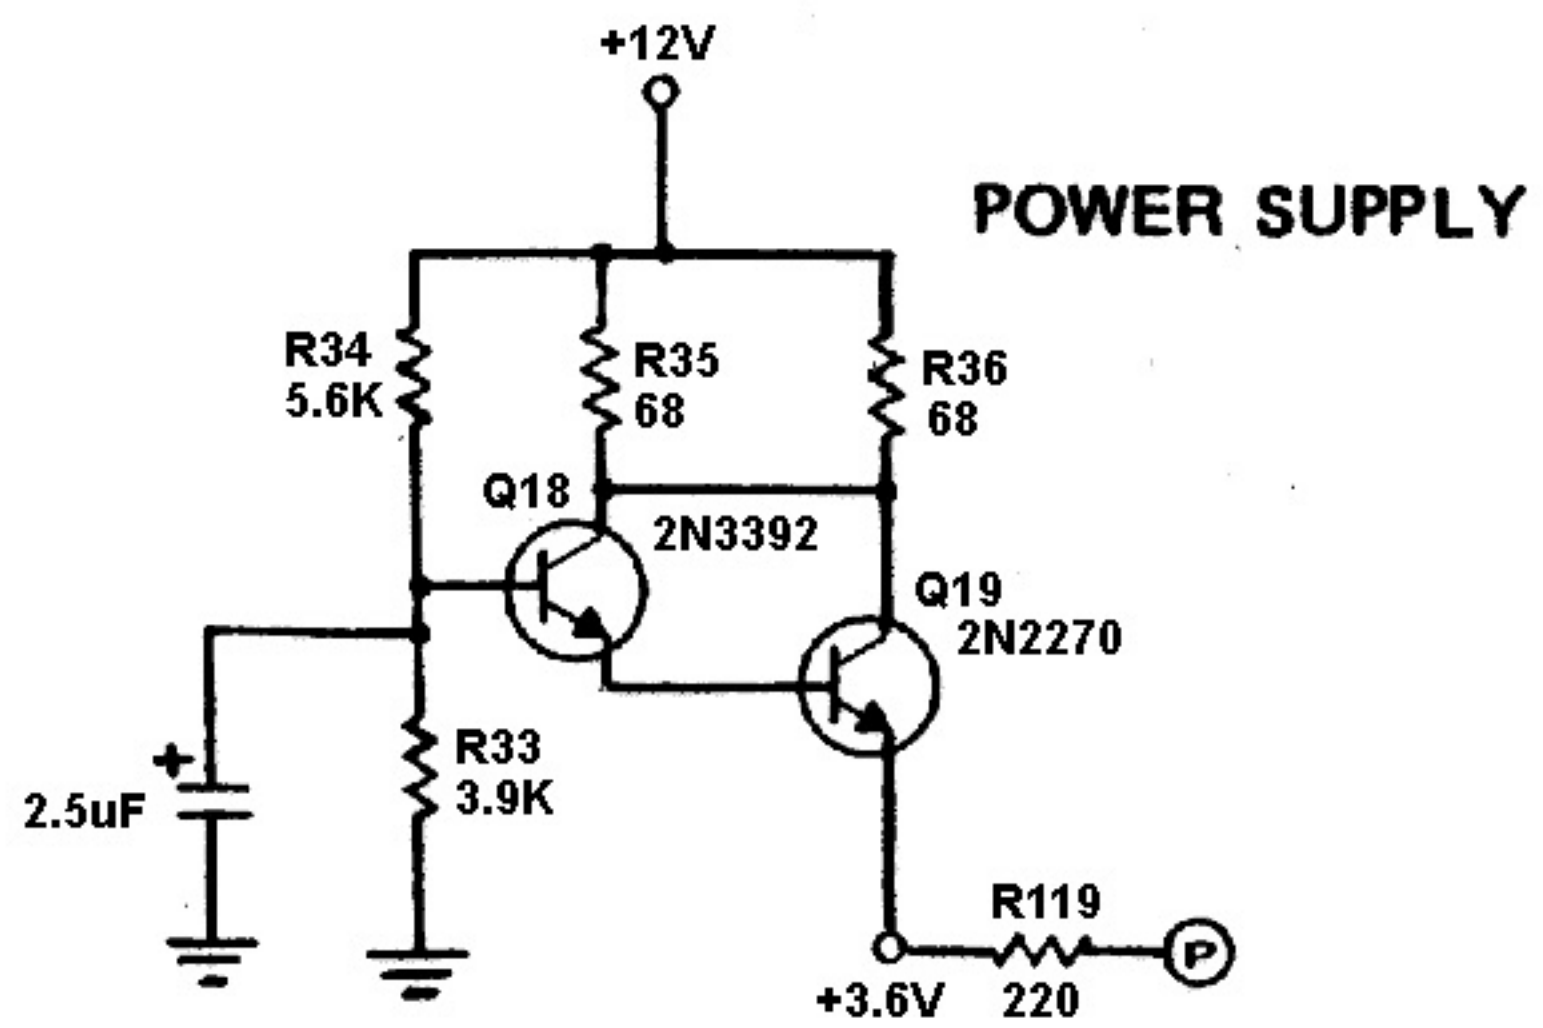 +12V
POWER SUPPLY
R34
5.6K
R35
68
R36
68
Q18
2N3392
Q19
2N2270
+
2.5uF
R33
3.9K
R119
220
P
+3.6V